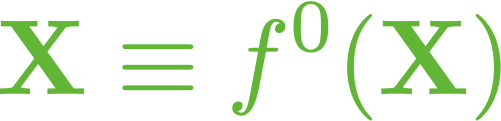 𝐗 ≡ f⁰(𝐗)